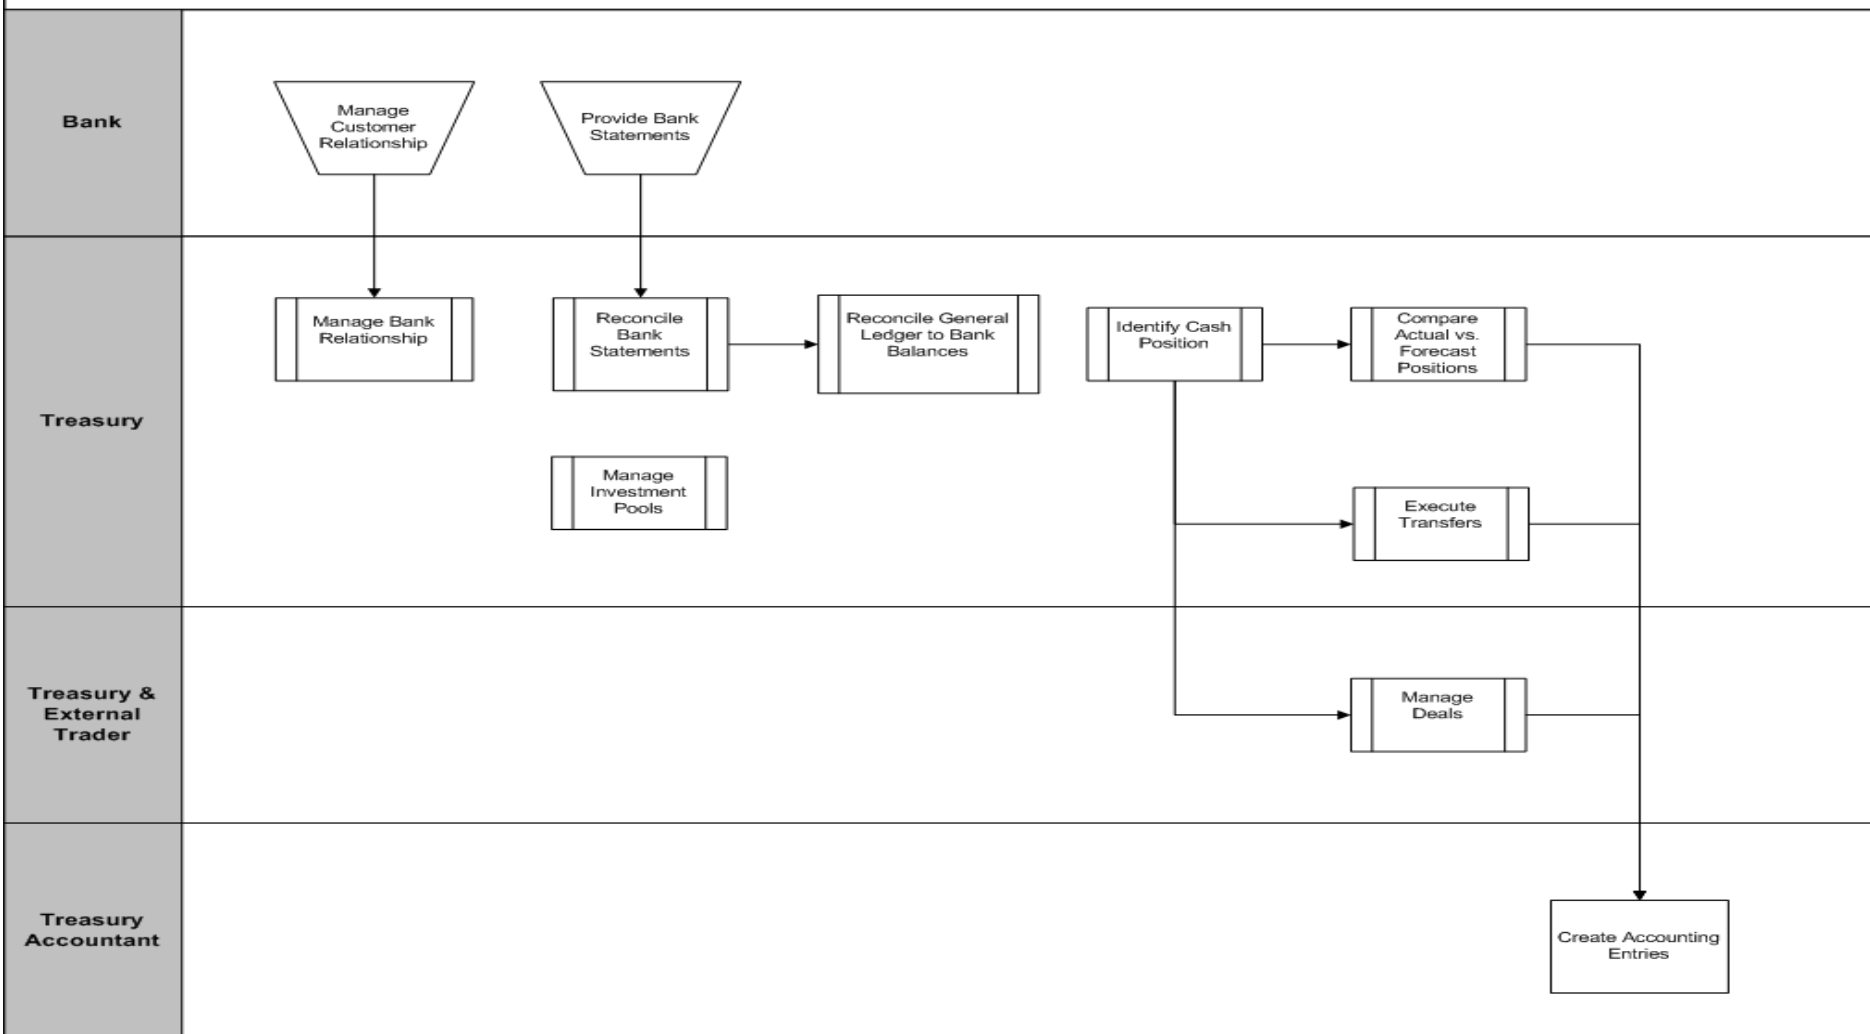 Bank
Manage
Customer
Relationship
Provide Bank
Statements
Treasury
Manage Bank
Relationship
Reconcile
Bank
Statements
Reconcile General
Ledger to Bank
Balances
Identify Cash
Position
Compare
Actual vs.
Forecast
Positions
Manage
Investment
Pools
Execute
Transfers
Treasury &
External
Trader
Manage
Deals
Treasury
Accountant
Create Accounting
Entries